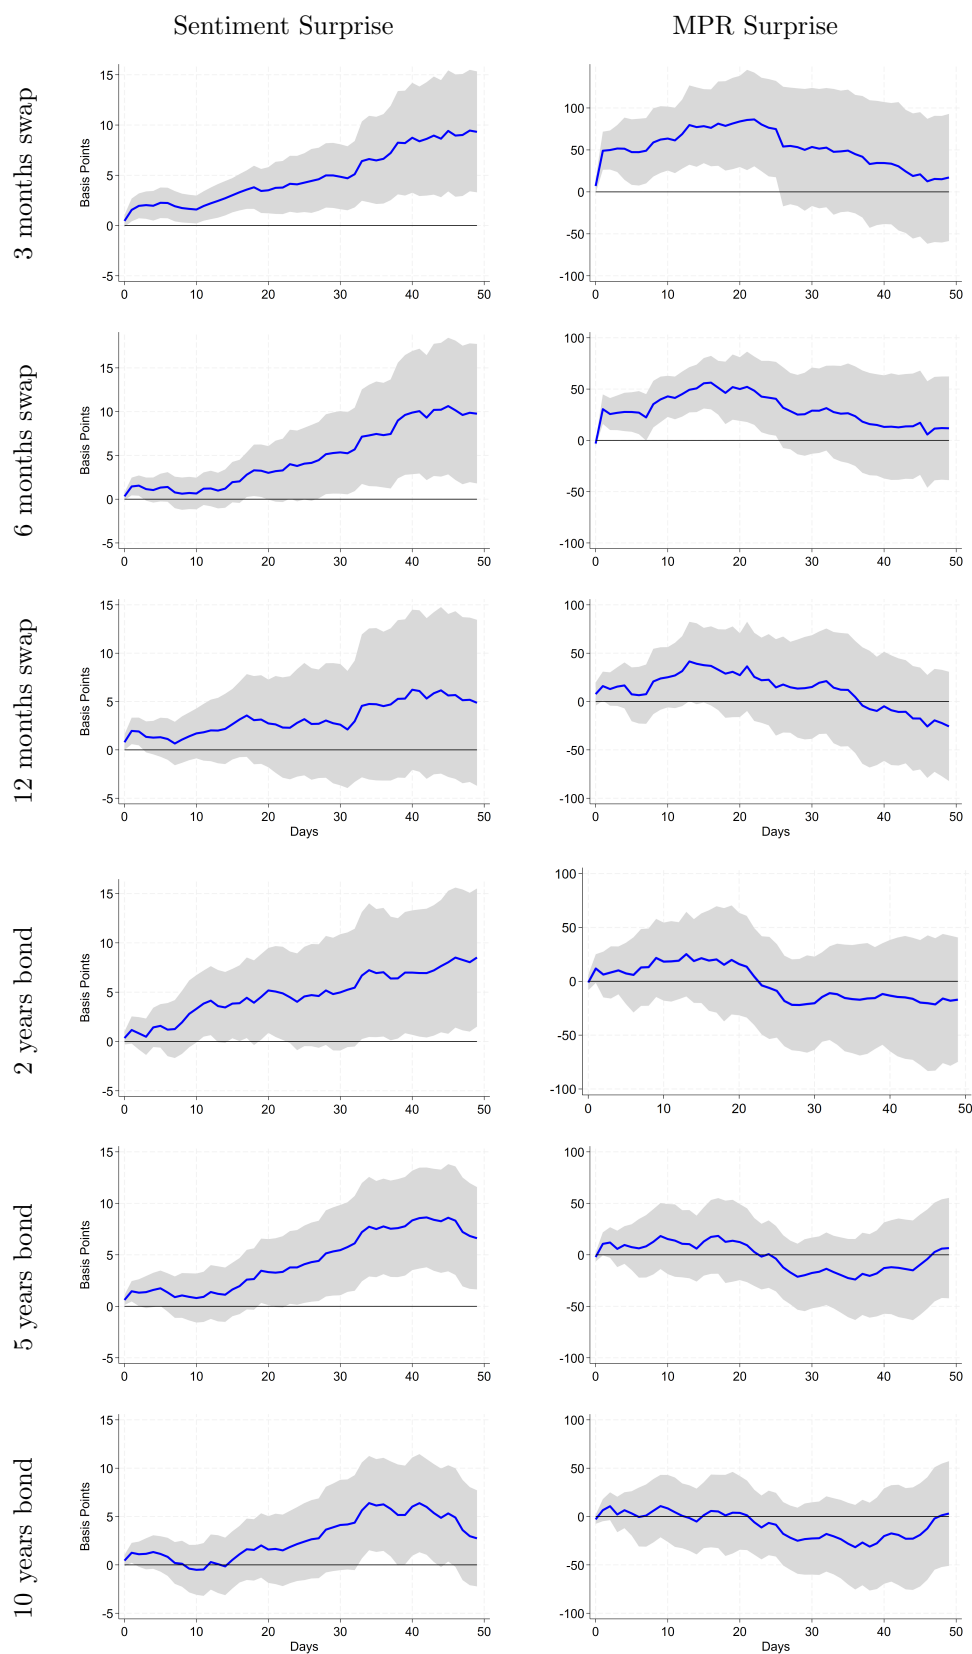 Sentiment Surprise
MPR Surprise
3 months swap
Basis Points
15
10
5
0
-5
0 10 20 30 40 50
100
50
0
-50
-100
0 10 20 30 40 50
6 months swap
Basis Points
15
10
5
0
-5
0 10 20 30 40 50
100
50
0
-50
-100
0 10 20 30 40 50
12 months swap
Basis Points
15
10
5
0
-5
0 10 20 30 40 50
Days
100
50
0
-50
-100
0 10 20 30 40 50
Days
2 years bond
Basis Points
15
10
5
0
-5
0 10 20 30 40 50
100
50
0
-50
-100
0 10 20 30 40 50
5 years bond
Basis Points
15
10
5
0
-5
0 10 20 30 40 50
100
50
0
-50
-100
0 10 20 30 40 50
10 years bond
Basis Points
15
10
5
0
-5
0 10 20 30 40 50
Days
100
50
0
-50
-100
0 10 20 30 40 50
Days